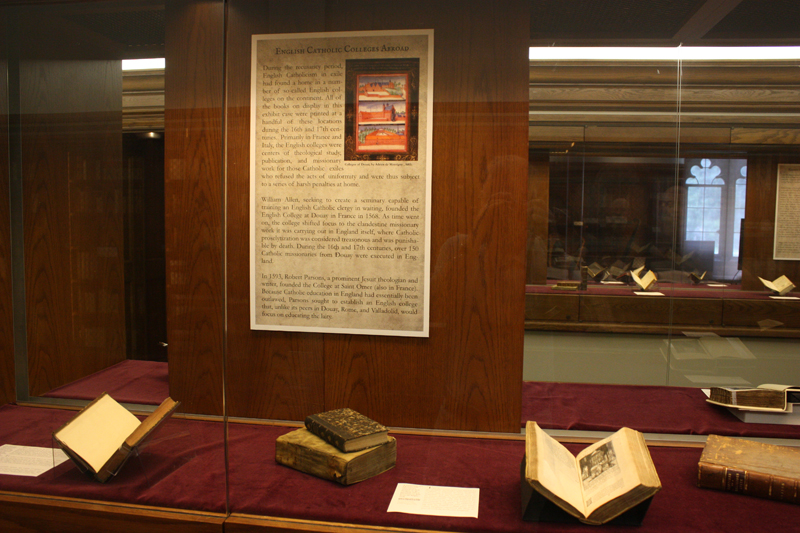 English Catholic Colleges Abroad
During the recusancy period,
English Catholicism in exile
had found a home in a num-
ber of so-called English col-
leges on the continent. All of
the books on display in this
exhibit case were printed at a
handful of these locations
during the 16th and 17th cen-
turies. Primarily in France and
Italy, the English colleges were
centers of theological study,
publication, and missionary
work for those Catholic exiles
who refused the acts of uniformity and were thus subject
to a series of harsh penalties at home.
William Allen, seeking to create a seminary capable of
training an English Catholic clergy in waiting, founded the
English College at Douay in France in 1568. As time went
on, the college shifted focus to the clandestine missionary
work it was carrying out in England itself, where Catholic
proselytization was considered treasonous and was punisha-
ble by death. During the 16th and 17th centuries, over 150
Catholic missionaries from Douay were executed in Eng-
land.
In 1593, Robert Parsons, a prominent Jesuit theologian and
writer, founded the College at Saint Omer (also in France).
Because Catholic education in England had essentially been
outlawed, Parsons sought to establish an English college
that, unlike its peers in Douay, Rome, and Valladolid, would
focus on educating the laity.